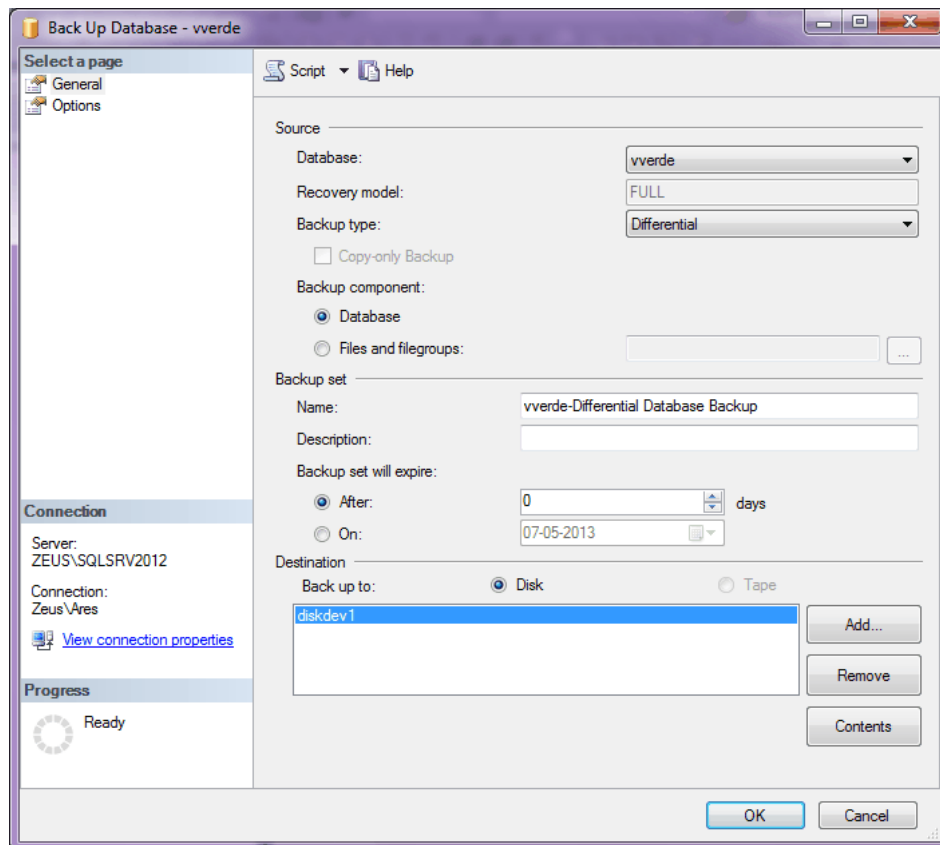 Back Up Database - vverde
Select a page
General
Options
Script Help
Source
Database: vverde
Recovery model: FULL
Backup type: Differential
Copy-only Backup
Backup component:
Database
Files and filegroups: ...
Backup set
Name: vverde-Differential Database Backup
Description:
Backup set will expire:
After: 0 days
On: 07-05-2013
Destination
Back up to: Disk Tape
diskdev1
Add...
Remove
Contents
Connection
Server:
ZEUS\SQLSRV2012
Connection:
Zeus\Ares
View connection properties
Progress
Ready
OK Cancel